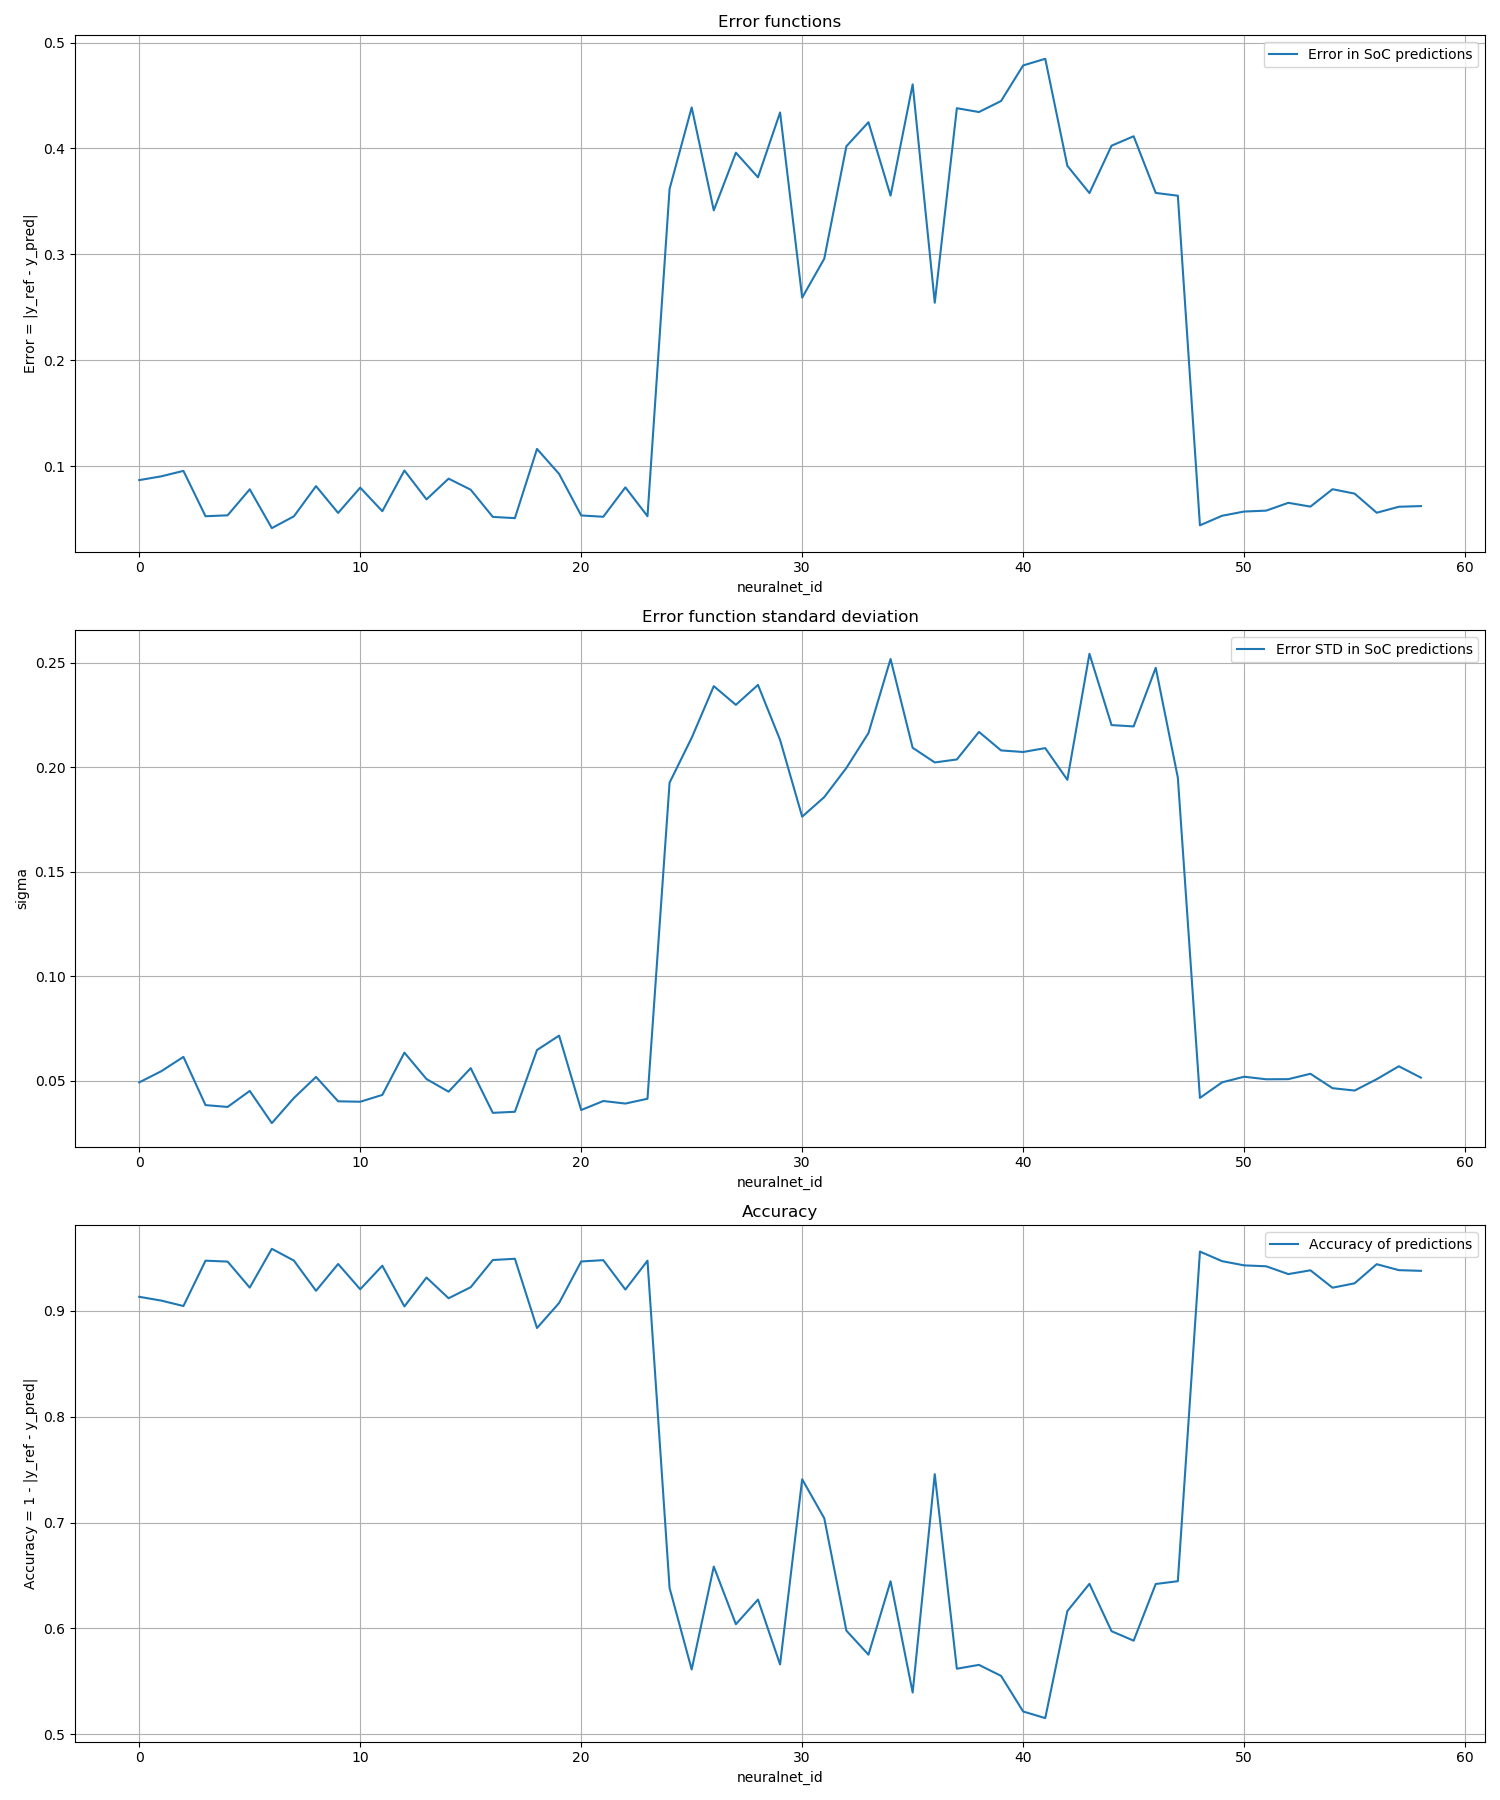 Error functions
Error in SoC predictions
0.5
0.4
0.3
0.2
0.1
Error = |y_ref - y_pred|
0 10 20 30 40 50 60
neuralnet_id
Error function standard deviation
Error STD in SoC predictions
0.25
0.20
0.15
0.10
0.05
sigma
0 10 20 30 40 50 60
neuralnet_id
Accuracy
Accuracy of predictions
0.9
0.8
0.7
0.6
0.5
Accuracy = 1 - |y_ref - y_pred|
0 10 20 30 40 50 60
neuralnet_id